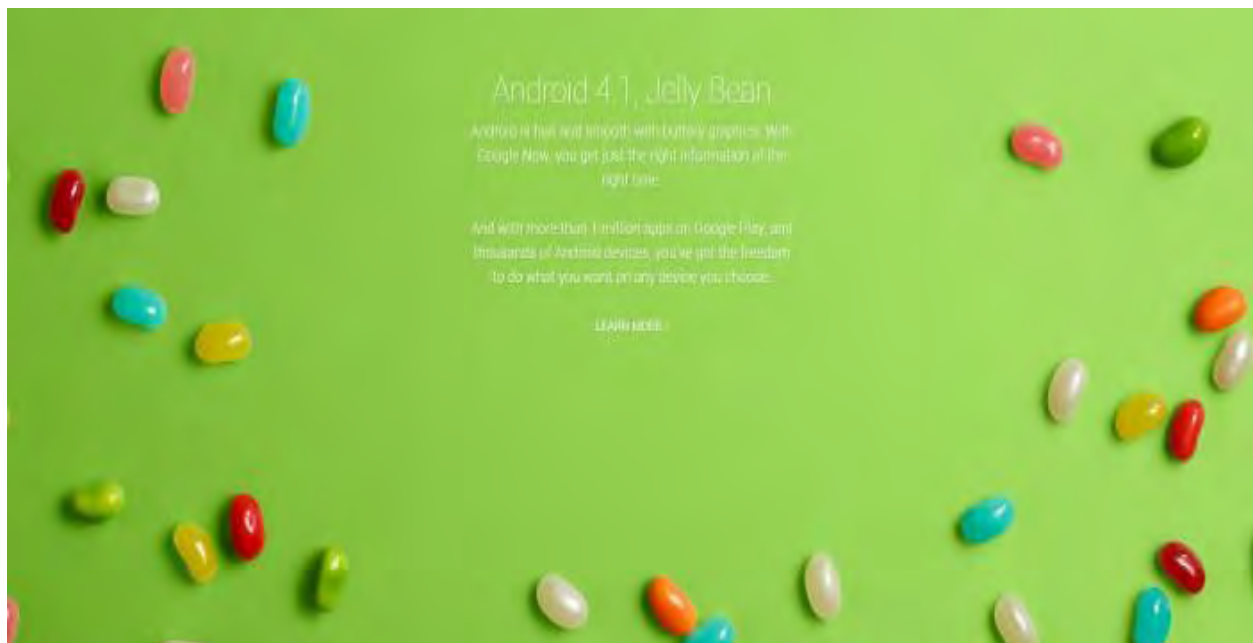 Android 4.1, Jelly Bean
Android is fast and smooth with buttery graphics. With
Google Now, you get just the right information at the
right time.
And with more than 1 million apps on Google Play, and
thousands of Android devices, you've got the freedom
to do what you want on any device you choose.
LEARN MORE